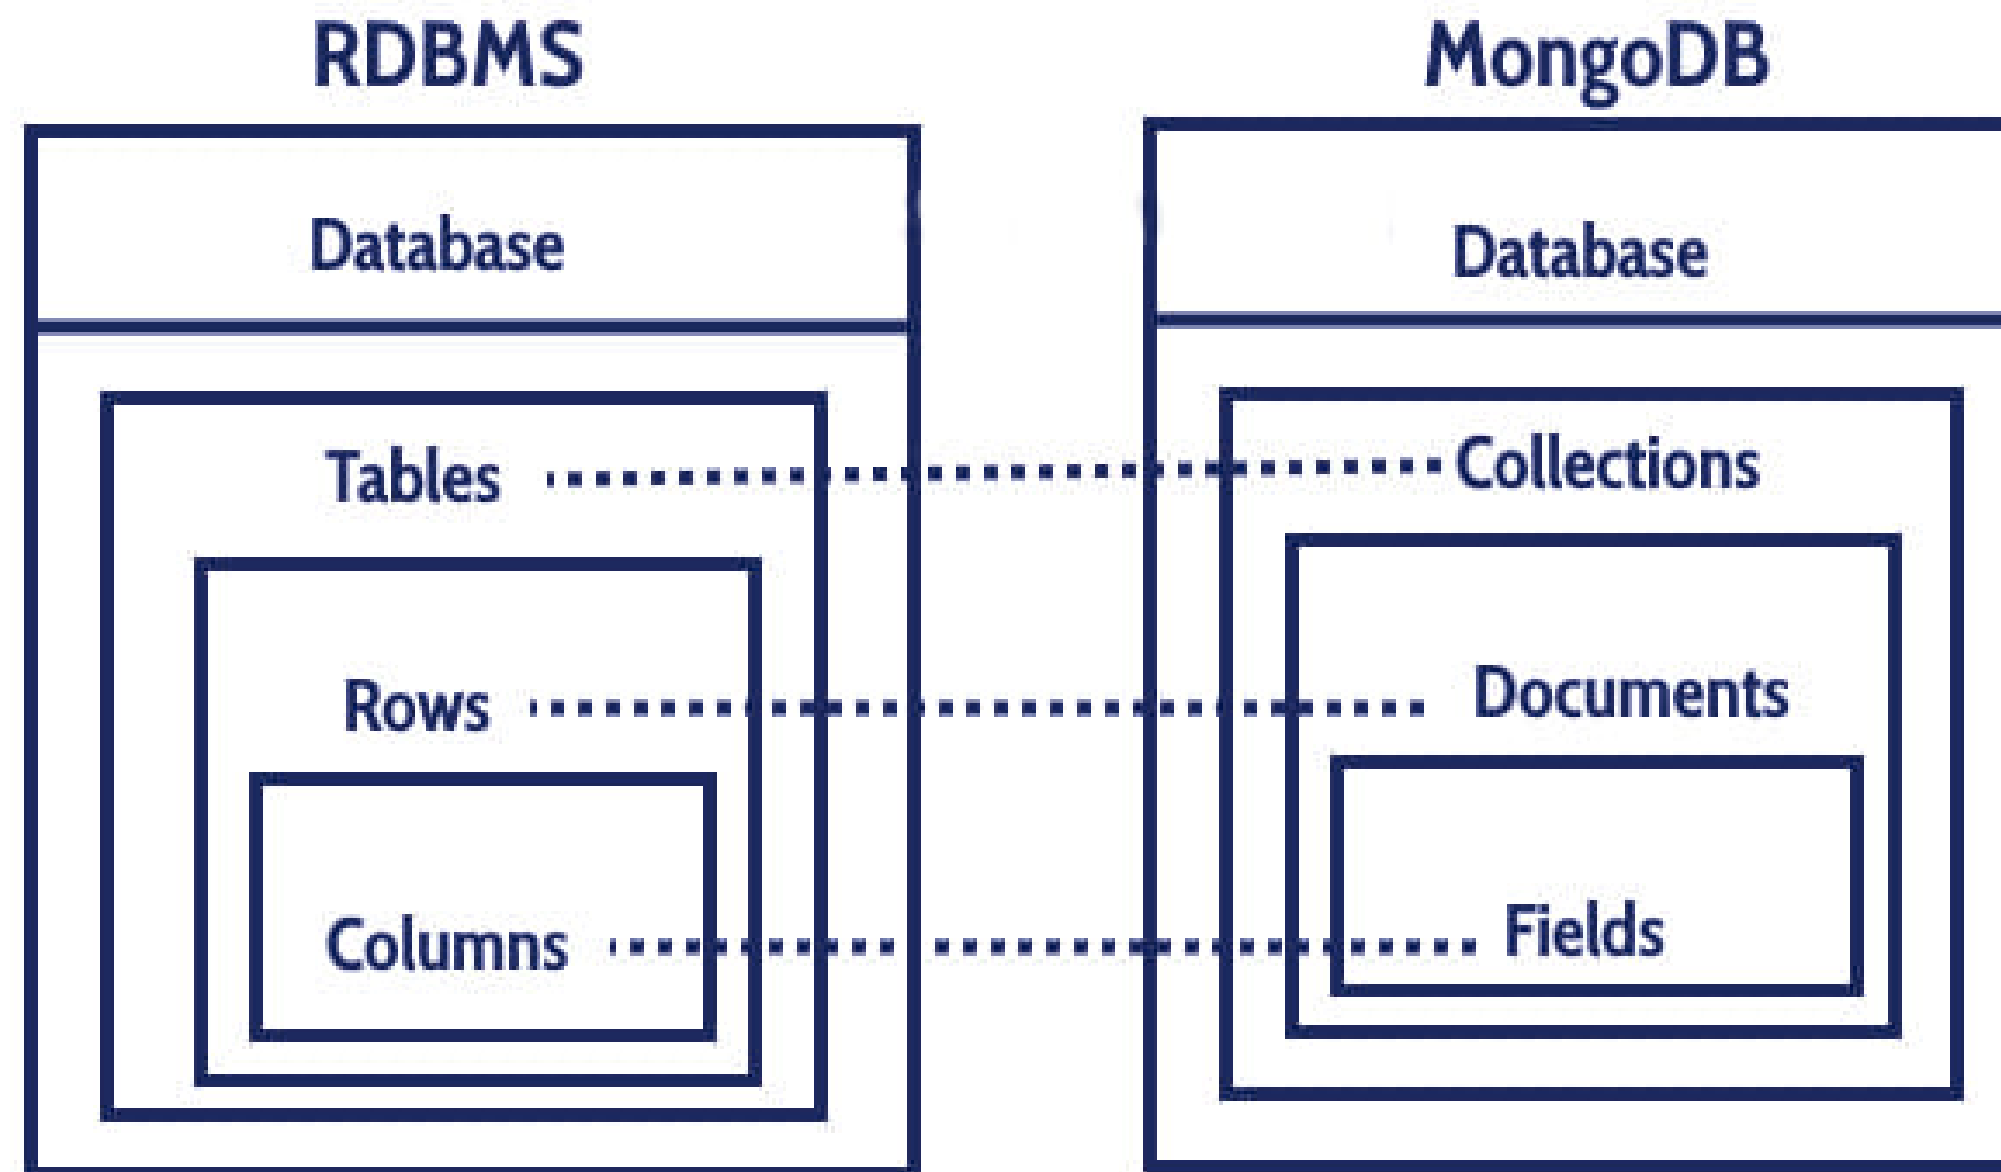 RDBMS
MongoDB
Database
Database
Tables
Collections
Rows
Documents
Columns
Fields